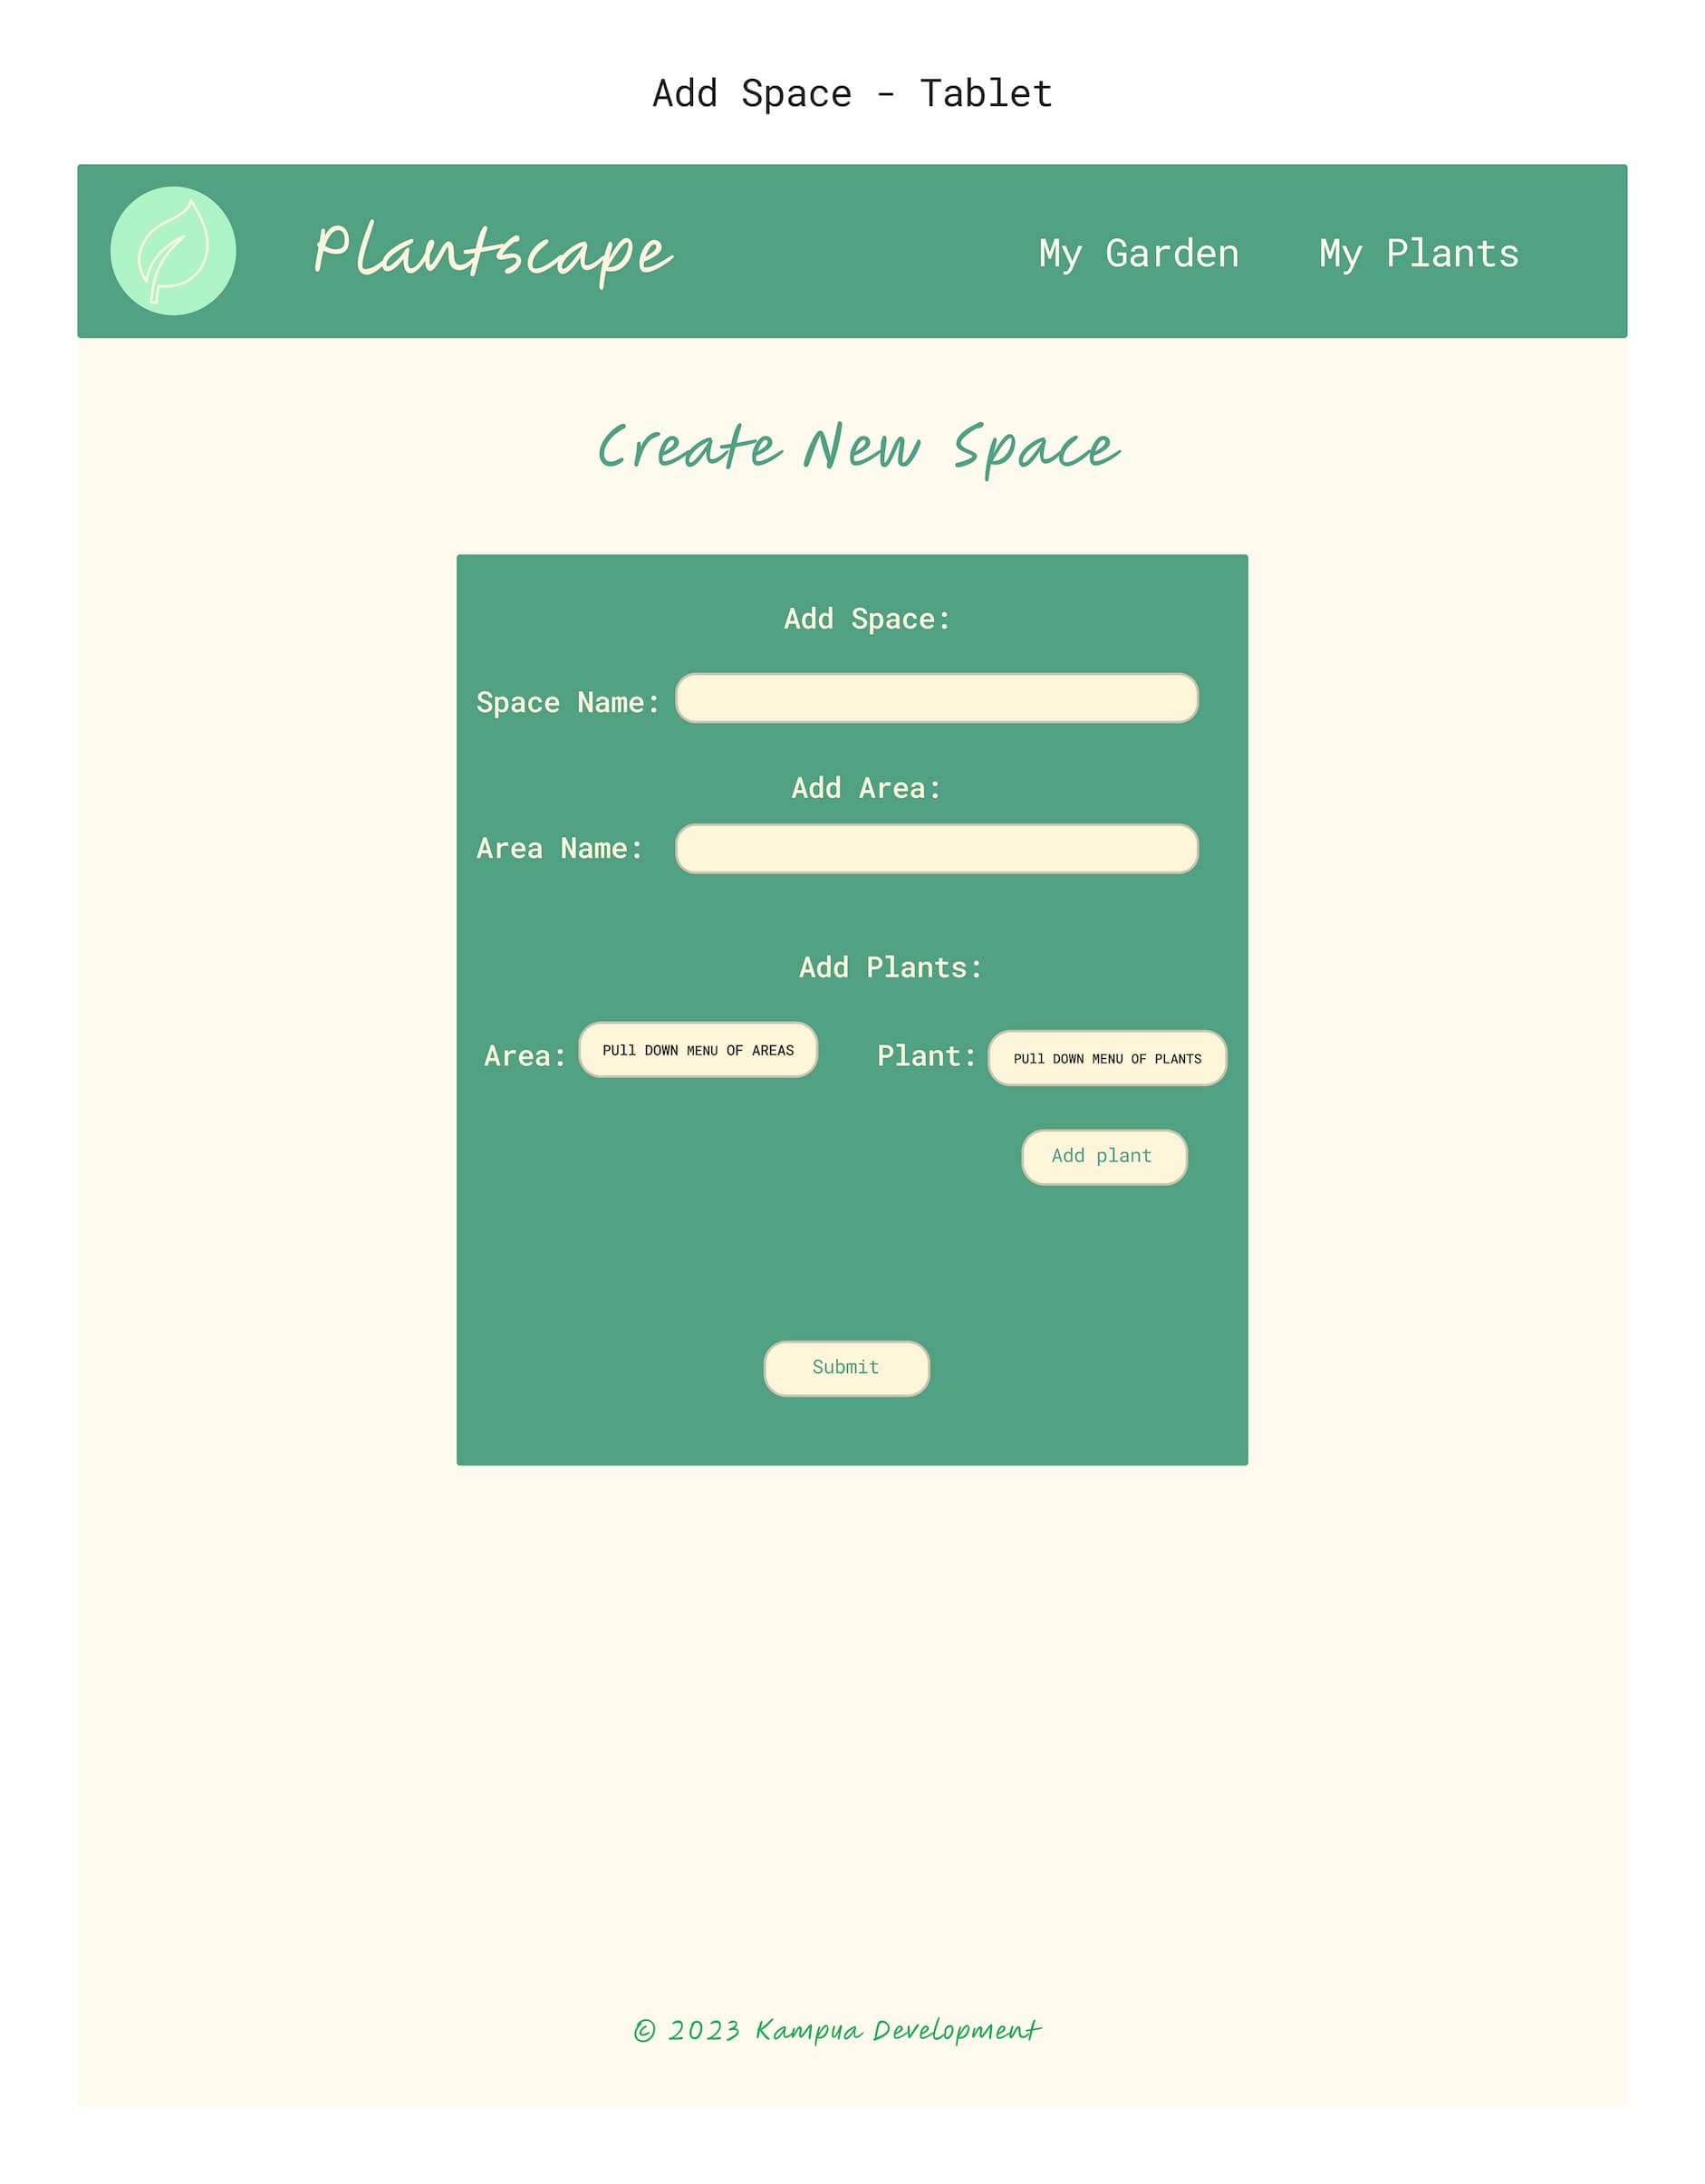 Add Space - Tablet
Plantscape
My Garden My Plants
Create New Space
Add Space:
Space Name:
Add Area:
Area Name:
Add Plants:
Area: PUll DOWN MENU OF AREAS Plant: PUll DOWN MENU OF PLANTS
Add plant
Submit
© 2023 Kampua Development